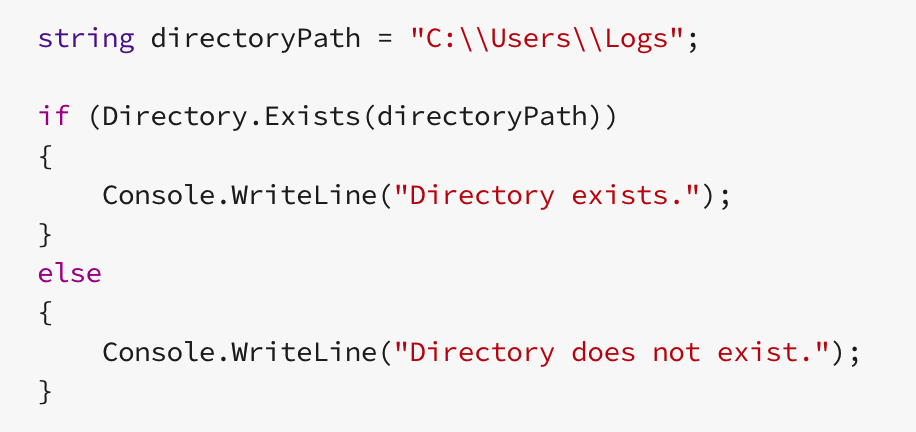 string directoryPath = "C:\\Users\\Logs";
if (Directory.Exists(directoryPath))
{
    Console.WriteLine("Directory exists.");
}
else
{
    Console.WriteLine("Directory does not exist.");
}